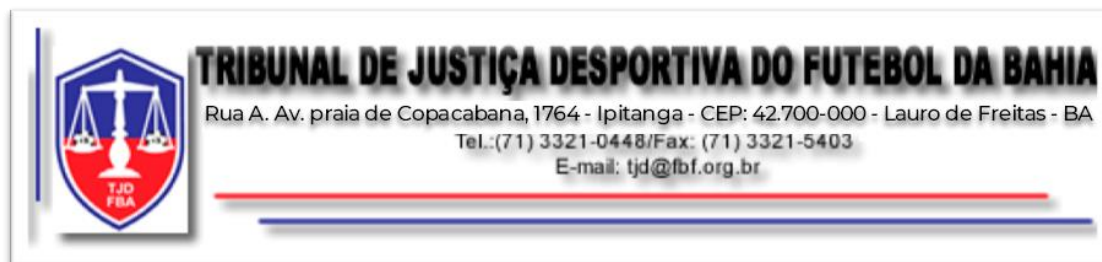 TRIBUNAL DE JUSTIÇA DESPORTIVA DO FUTEBOL DA BAHIA
Rua A. Av. praia de Copacabana, 1764 - Ipitanga - CEP: 42.700-000 - Lauro de Freitas - BA
Tel.:(71) 3321-0448/Fax: (71) 3321-5403
E-mail: tjd@fbf.org.br
TJD
FBA